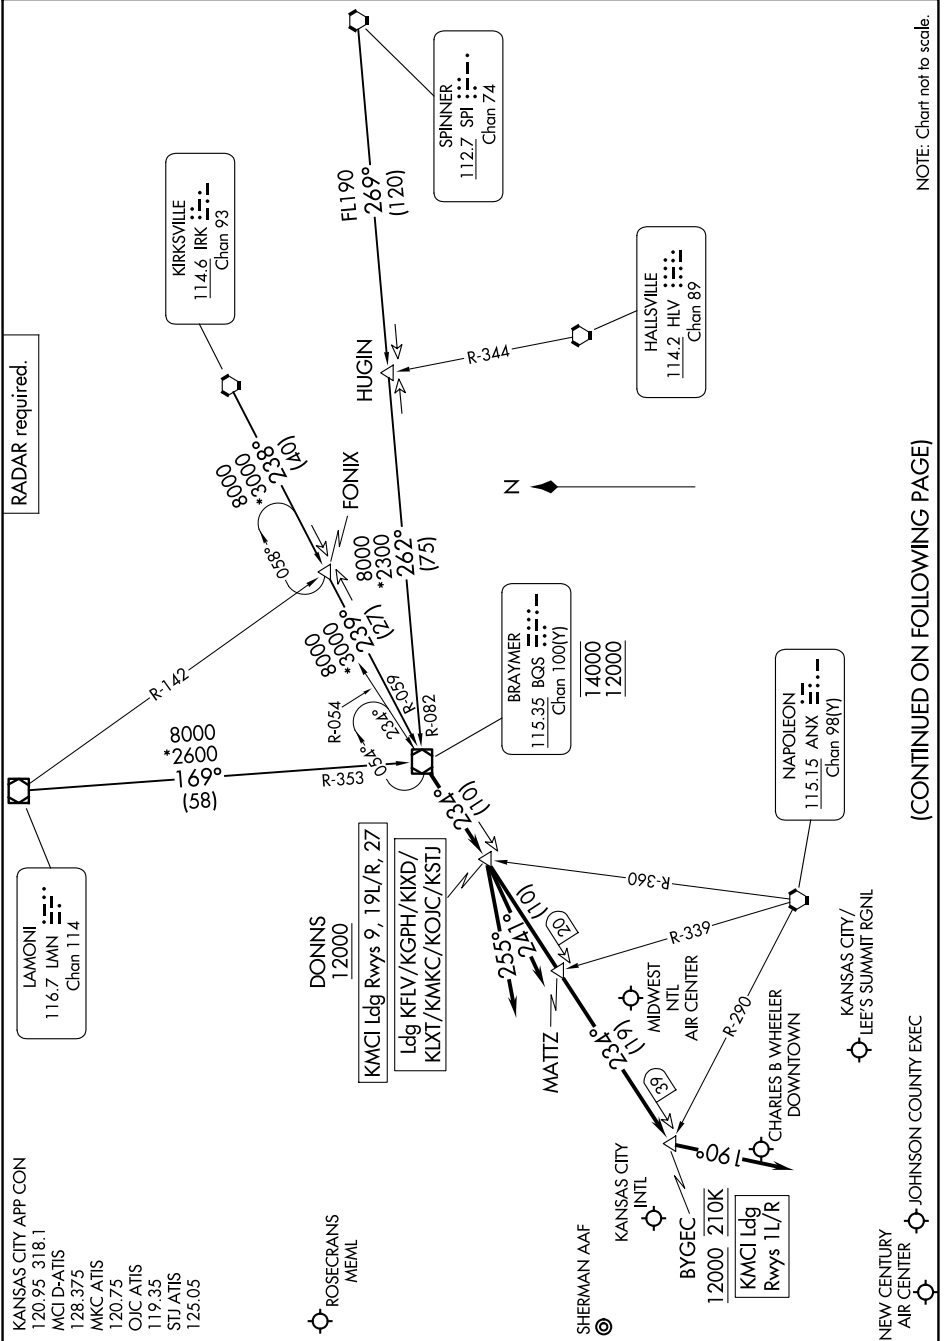 RADAR required.
KANSAS CITY APP CON
120.95 318.1
MCI D-ATIS
128.375
MKC ATIS
120.75
OJC ATIS
119.35
STJ ATIS
125.05
LAMONI
116.7 LMN
Chan 114
KIRKSVILLE
114.6 IRK
Chan 93
SPINNER
112.7 SPI
Chan 74
HALLSVILLE
114.2 HLV
Chan 89
BRAYMER
115.35 BQS
Chan 100(Y)
14000
12000
NAPOLEON
115.15 ANX
Chan 98(Y)
R-142
8000
*2600
169°
(58)
R-353
8000
*3000
238°
(40)
058°
FONIX
8000
*3000
239°
(27)
R-059
R-054
234°
054°
R-082
FL190
269°
(120)
HUGIN
R-344
8000
*2300
262°
(75)
N
DONNS
12000
KMCI Ldg Rwys 9, 19L/R, 27
Ldg KFLV/KGPH/KIXD/
KLXT/KMKC/KOJC/KSTJ
234°
(10)
255°
241°
(10)
20
MATTZ
R-360
R-339
R-290
234°
(19)
39
190°
BYGEC
12000 210K
KMCI Ldg
Rwys 1L/R
ROSECRANS
MEML
SHERMAN AAF
KANSAS CITY
INTL
MIDWEST
NTL
AIR CENTER
CHARLES B WHEELER
DOWNTOWN
KANSAS CITY/
LEE'S SUMMIT RGNL
NEW CENTURY
AIR CENTER
JOHNSON COUNTY EXEC
NOTE: Chart not to scale.
(CONTINUED ON FOLLOWING PAGE)